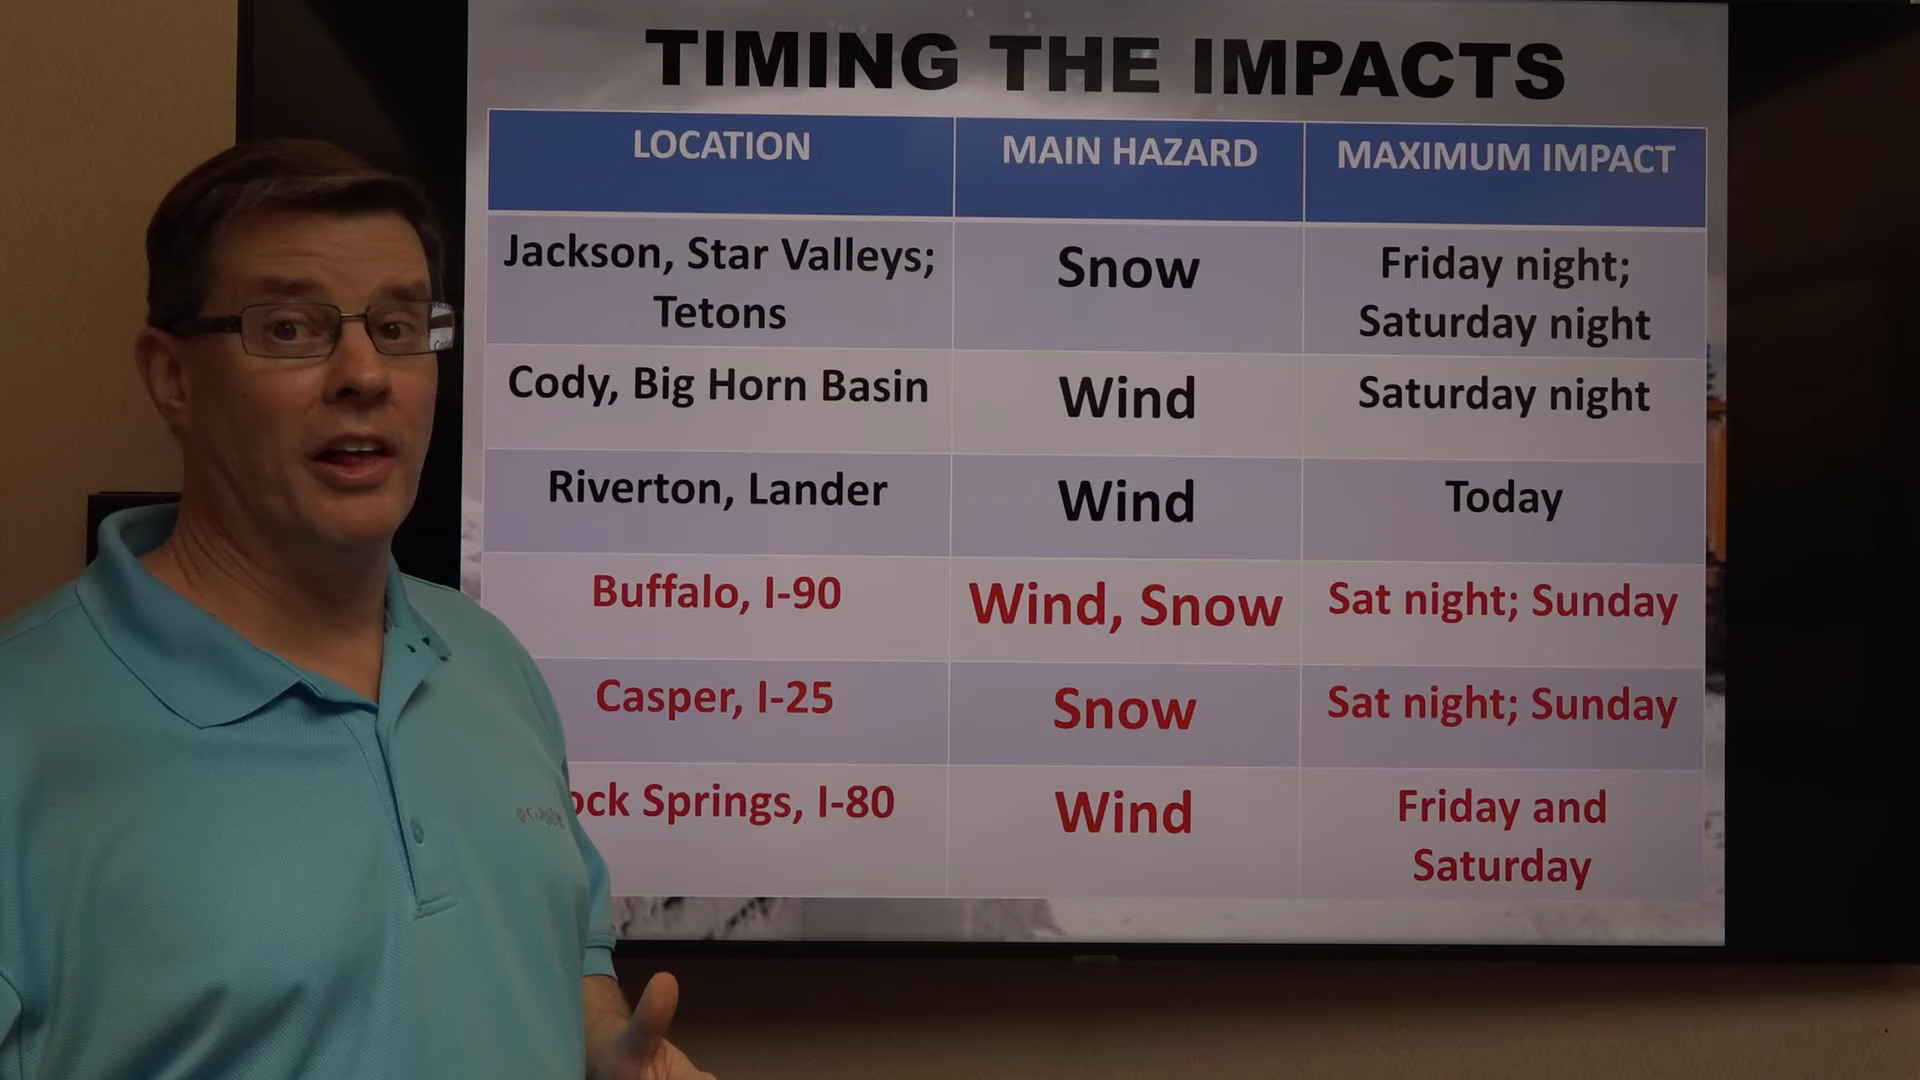 TIMING THE IMPACTS
LOCATION MAIN HAZARD MAXIMUM IMPACT
Jackson, Star Valleys; Tetons Snow Friday night; Saturday night
Cody, Big Horn Basin Wind Saturday night
Riverton, Lander Wind Today
Buffalo, I-90 Wind, Snow Sat night; Sunday
Casper, I-25 Snow Sat night; Sunday
ock Springs, I-80 Wind Friday and Saturday